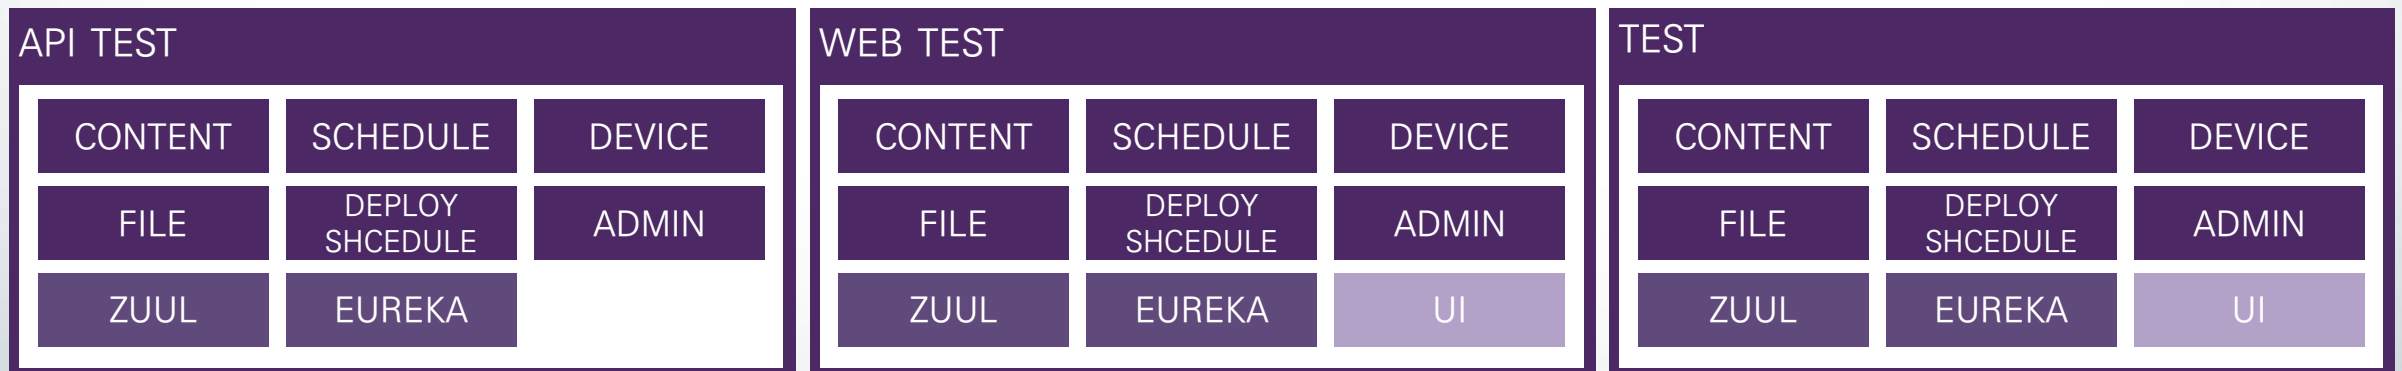 API TEST
CONTENT
SCHEDULE
DEVICE
FILE
DEPLOY
SHCEDULE
ADMIN
ZUUL
EUREKA
WEB TEST
CONTENT
SCHEDULE
DEVICE
FILE
DEPLOY
SHCEDULE
ADMIN
ZUUL
EUREKA
UI
TEST
CONTENT
SCHEDULE
DEVICE
FILE
DEPLOY
SHCEDULE
ADMIN
ZUUL
EUREKA
UI